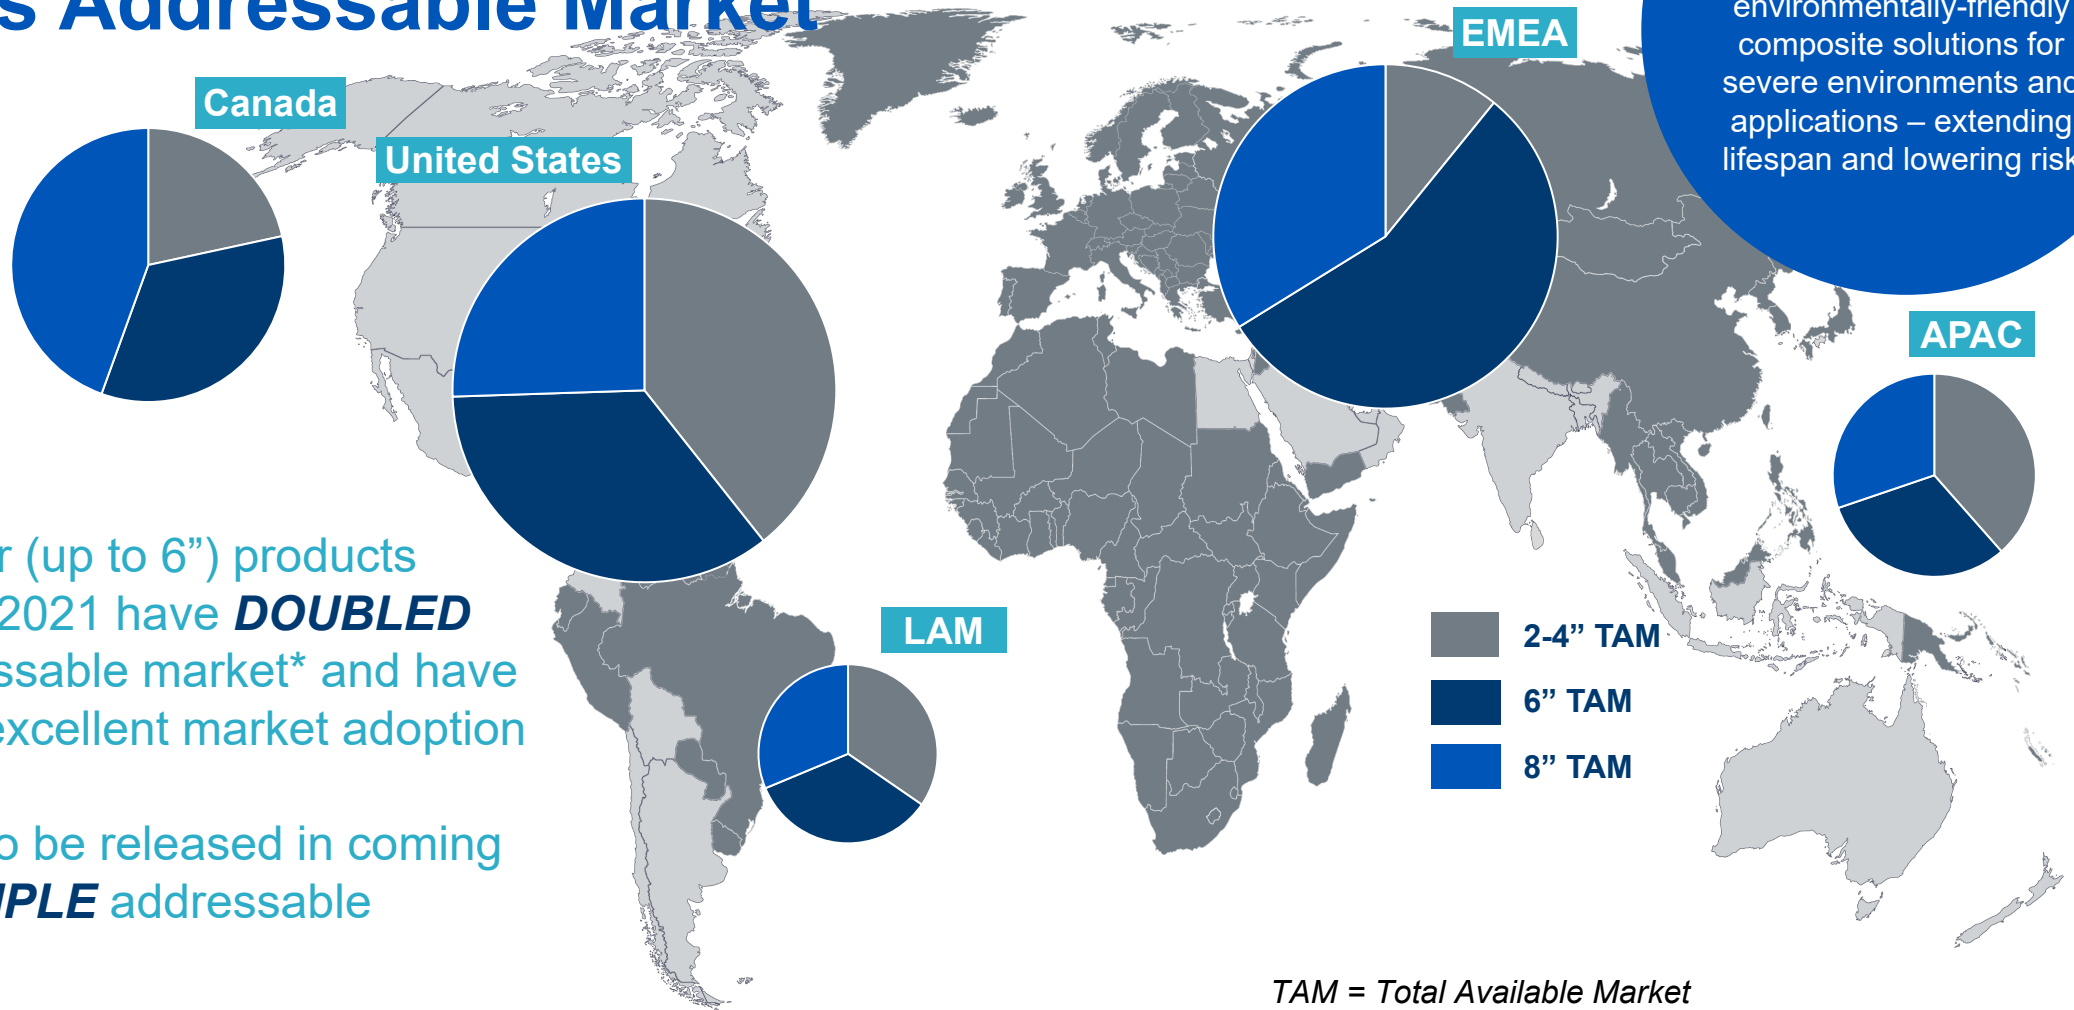 s Addressable Market
environmentally-friendly
composite solutions for
severe environments and
applications – extending
lifespan and lowering risk
EMEA
Canada
United States
APAC
LAM
r (up to 6”) products
2021 have DOUBLED
ssable market* and have
excellent market adoption
o be released in coming
IPLE addressable
2-4” TAM
6” TAM
8” TAM
TAM = Total Available Market